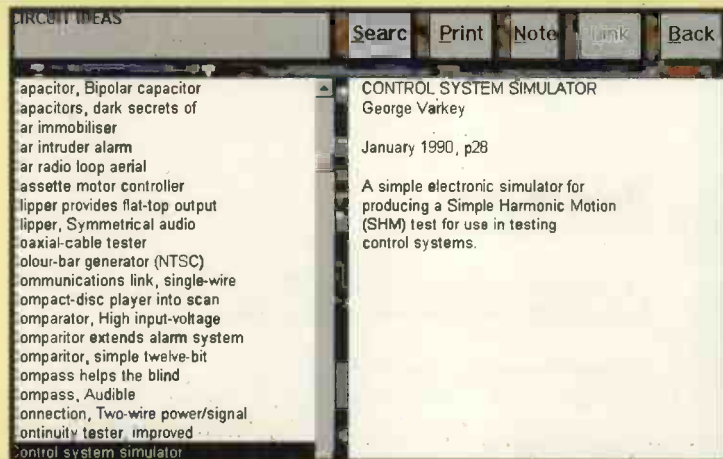 CIRCUIT IDEAS
Searc Print Note Link Back
apacitor, Bipolar capacitor
apacitors, dark secrets of
ar immobiliser
ar intruder alarm
ar radio loop aerial
assette motor controller
lipper provides flat-top output
lipper, Symmetrical audio
oaxial-cable tester
olour-bar generator (NTSC)
ommunications link, single-wire
ompact-disc player into scan
omparator, High input-voltage
omparitor extends alarm system
omparitor, simple twelve-bit
ompass helps the blind
ompass, Audible
onnection, Two-wire power/signal
ontinuity tester, improved
Control system simulator
CONTROL SYSTEM SIMULATOR
George Varkey
January 1990, p28
A simple electronic simulator for
producing a Simple Harmonic Motion
(SHM) test for use in testing
control systems.